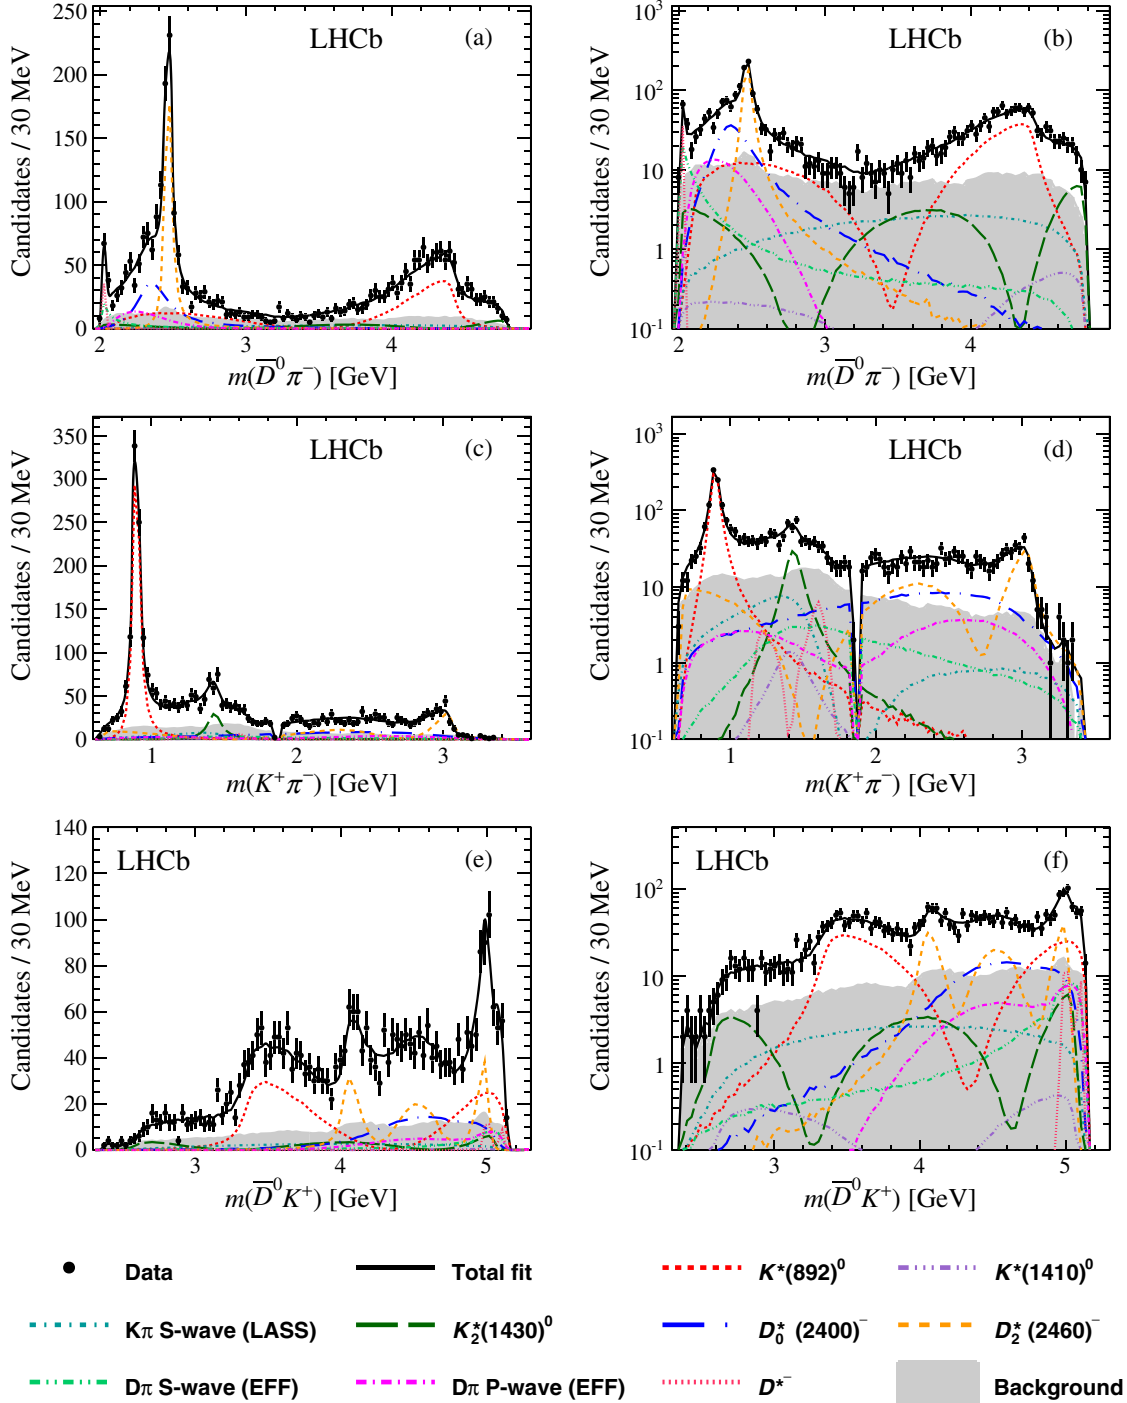 LHCb (a)
Candidates / 30 MeV
250
200
150
100
50
0
2 3 4
m(D̅⁰π⁻) [GeV]
LHCb (b)
Candidates / 30 MeV
10³
10²
10
1
10⁻¹
2 3 4
m(D̅⁰π⁻) [GeV]
LHCb (c)
Candidates / 30 MeV
350
300
250
200
150
100
50
0
1 2 3
m(K⁺π⁻) [GeV]
LHCb (d)
Candidates / 30 MeV
10³
10²
10
1
10⁻¹
1 2 3
m(K⁺π⁻) [GeV]
LHCb (e)
Candidates / 30 MeV
140
120
100
80
60
40
20
0
3 4 5
m(D̅⁰K⁺) [GeV]
LHCb (f)
Candidates / 30 MeV
10²
10
1
10⁻¹
3 4 5
m(D̅⁰K⁺) [GeV]
Data Total fit K*(892)⁰ K*(1410)⁰
Kπ S-wave (LASS) K₂*(1430)⁰ D₀*(2400)⁻ D₂*(2460)⁻
Dπ S-wave (EFF) Dπ P-wave (EFF) D*⁻ Background